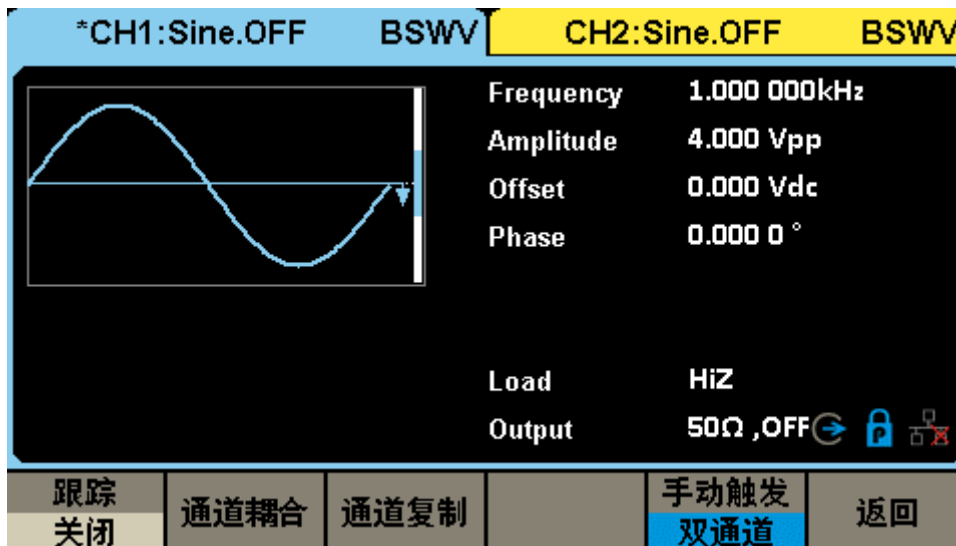 *CH1:Sine.OFF BSWV CH2:Sine.OFF BSWV
Frequency 1.000 000kHz
Amplitude 4.000 Vpp
Offset 0.000 Vdc
Phase 0.000 0 °
Load HiZ
Output 50Ω ,OFF P
跟踪 通道耦合 通道复制 手动触发 返回
关闭 双通道